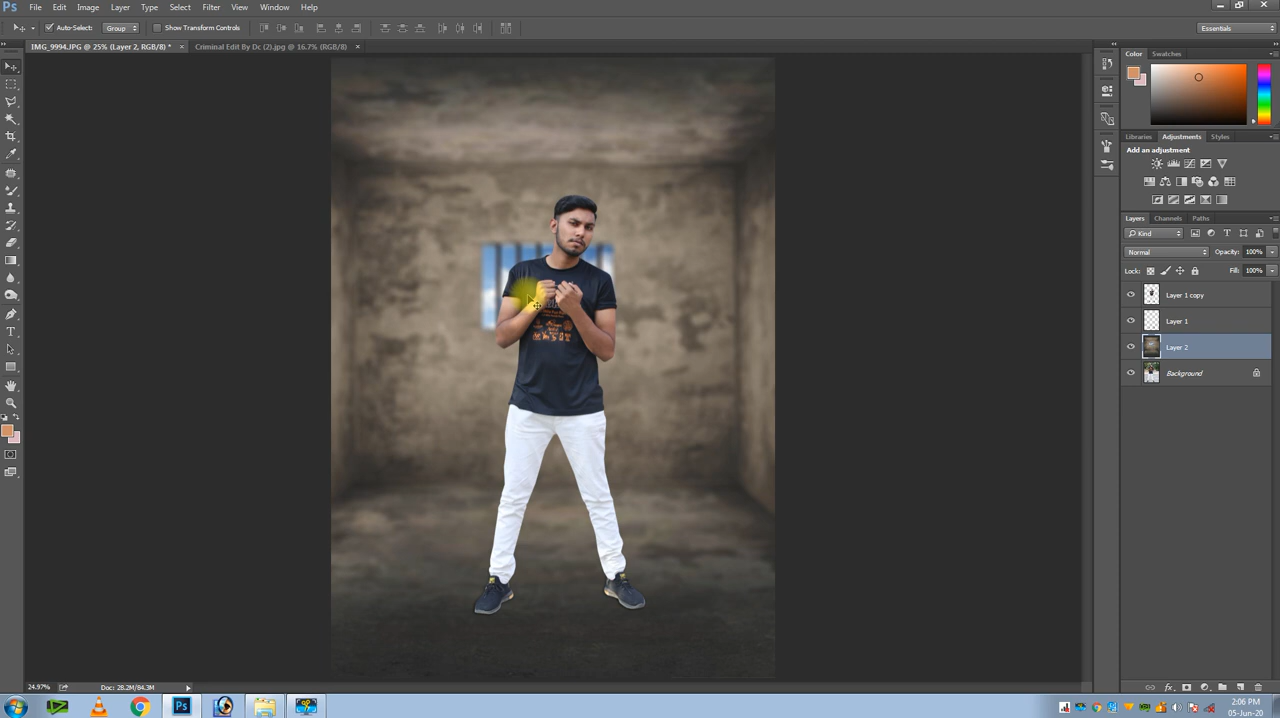 Ps File Edit Image Layer Type Select Filter View Window Help
Auto-Select: Group Show Transform Controls Essentials
IMG_9994.JPG @ 25% (Layer 2, RGB/8) * × Criminal Edit By Dc (2).jpg @ 16.7% (RGB/8) ×
Color Swatches
Libraries Adjustments Styles
Add an adjustment
Layers Channels Paths
Kind
Normal Opacity: 100%
Lock: Fill: 100%
Layer 1 copy
Layer 1
Layer 2
Background
24.97% Doc: 28.2M/84.3M
Ps 2:06 PM
05-Jun-20